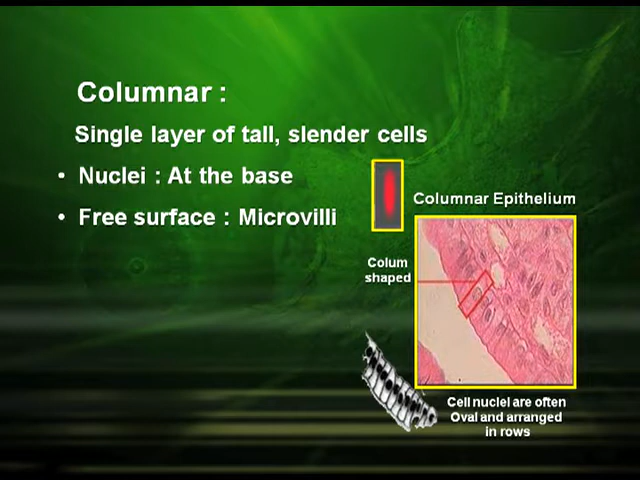 Columnar :
Single layer of tall, slender cells
• Nuclei : At the base
• Free surface : Microvilli
Columnar Epithelium
Colum
shaped
Cell nuclei are often
Oval and arranged
in rows